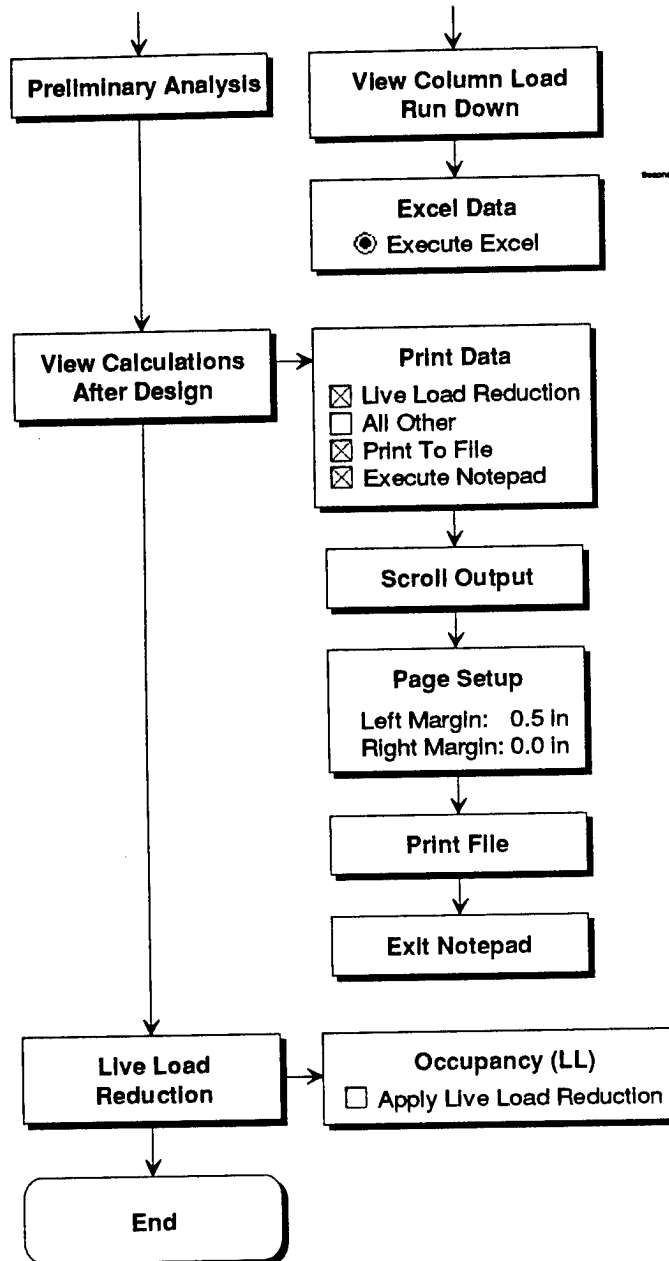 Preliminary Analysis
View Column Load
Run Down
Excel Data
Execute Excel
View Calculations
After Design
Print Data
Live Load Reduction
All Other
Print To File
Execute Notepad
Scroll Output
Page Setup
Left Margin: 0.5 in
Right Margin: 0.0 in
Print File
Exit Notepad
Live Load
Reduction
Occupancy (LL)
Apply Live Load Reduction
End